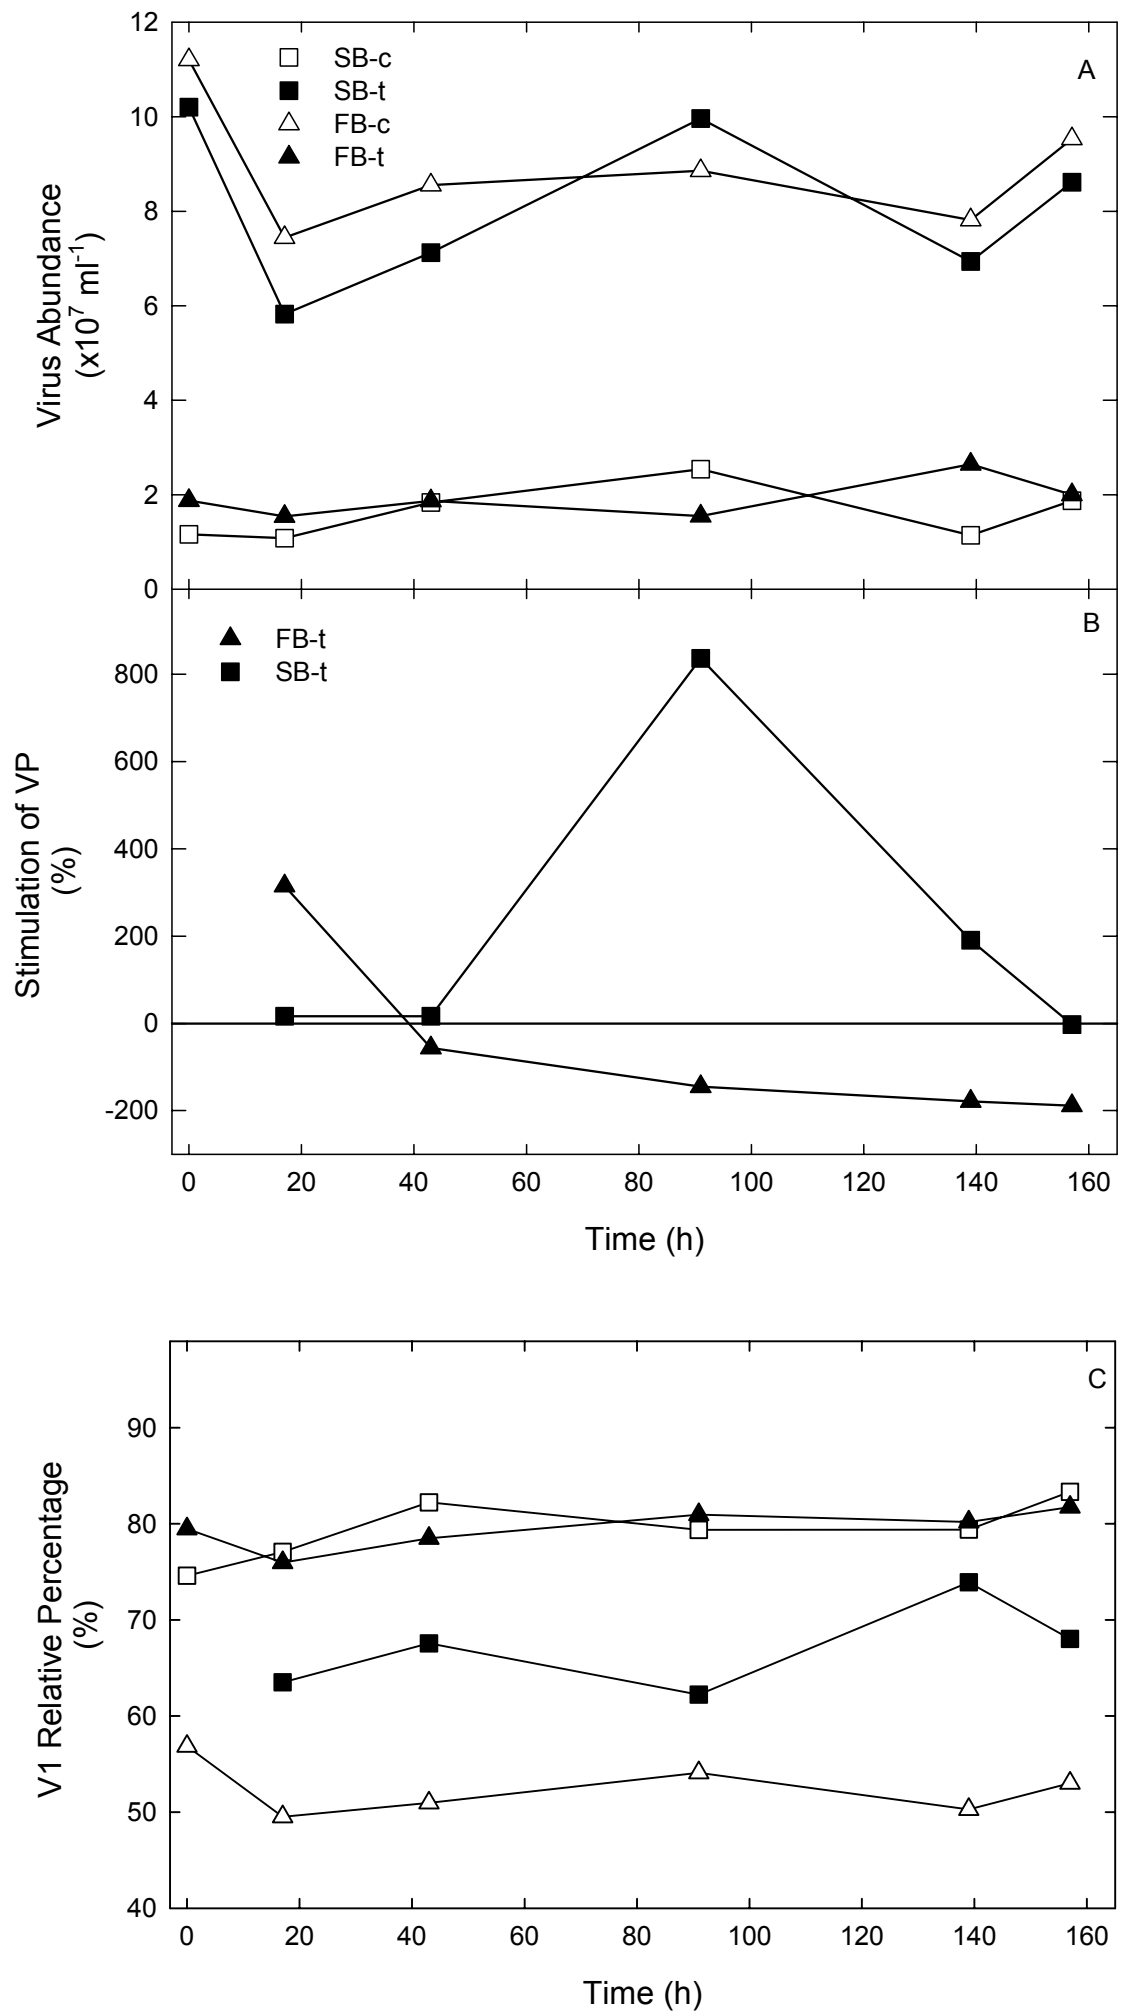 12
10
8
6
4
2
0
Virus Abundance
(x10⁷ ml⁻¹)
SB-c
SB-t
FB-c
FB-t
A
800
600
400
200
0
-200
Stimulation of VP
(%)
FB-t
SB-t
B
0 20 40 60 80 100 120 140 160
Time (h)
90
80
70
60
50
40
V1 Relative Percentage
(%)
C
0 20 40 60 80 100 120 140 160
Time (h)